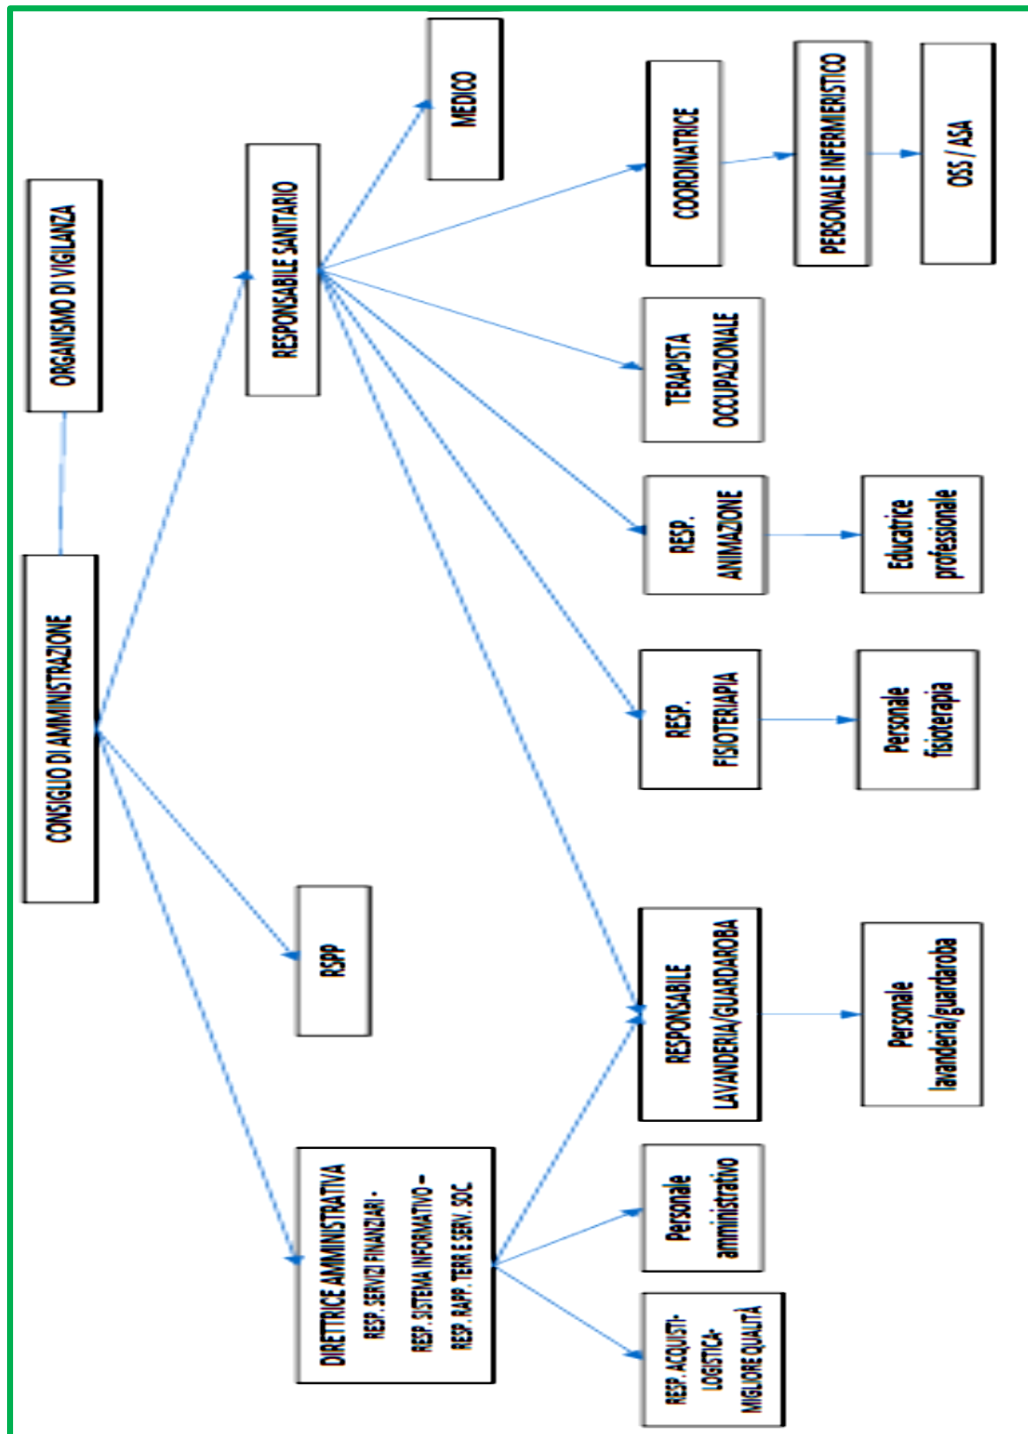 CONSIGLIO DI AMMINISTRAZIONE
ORGANISMO DI VIGILANZA
RESPONSABILE SANITARIO
DIRETTRICE AMMINISTRATIVA
RESP. SERVIZI FINANZIARI -
RESP. SISTEMA INFORMATIVO –
RESP. RAPP. TERR E SERV. SOC
RSPP
MEDICO
RESP. ACQUISTI-
LOGISTICA-
MIGLIORE QUALITÀ
Personale
amministrativo
RESPONSABILE
LAVANDERIA/GUARDAROBA
RESP.
FISIOTERIAPIA
RESP.
ANIMAZIONE
TERAPISTA
OCCUPAZIONALE
COORDINATRICE
PERSONALE INFERMIERISTICO
Personale
lavanderia/guardaroba
Personale
fisioterapia
Educatrice
professionale
OSS / ASA